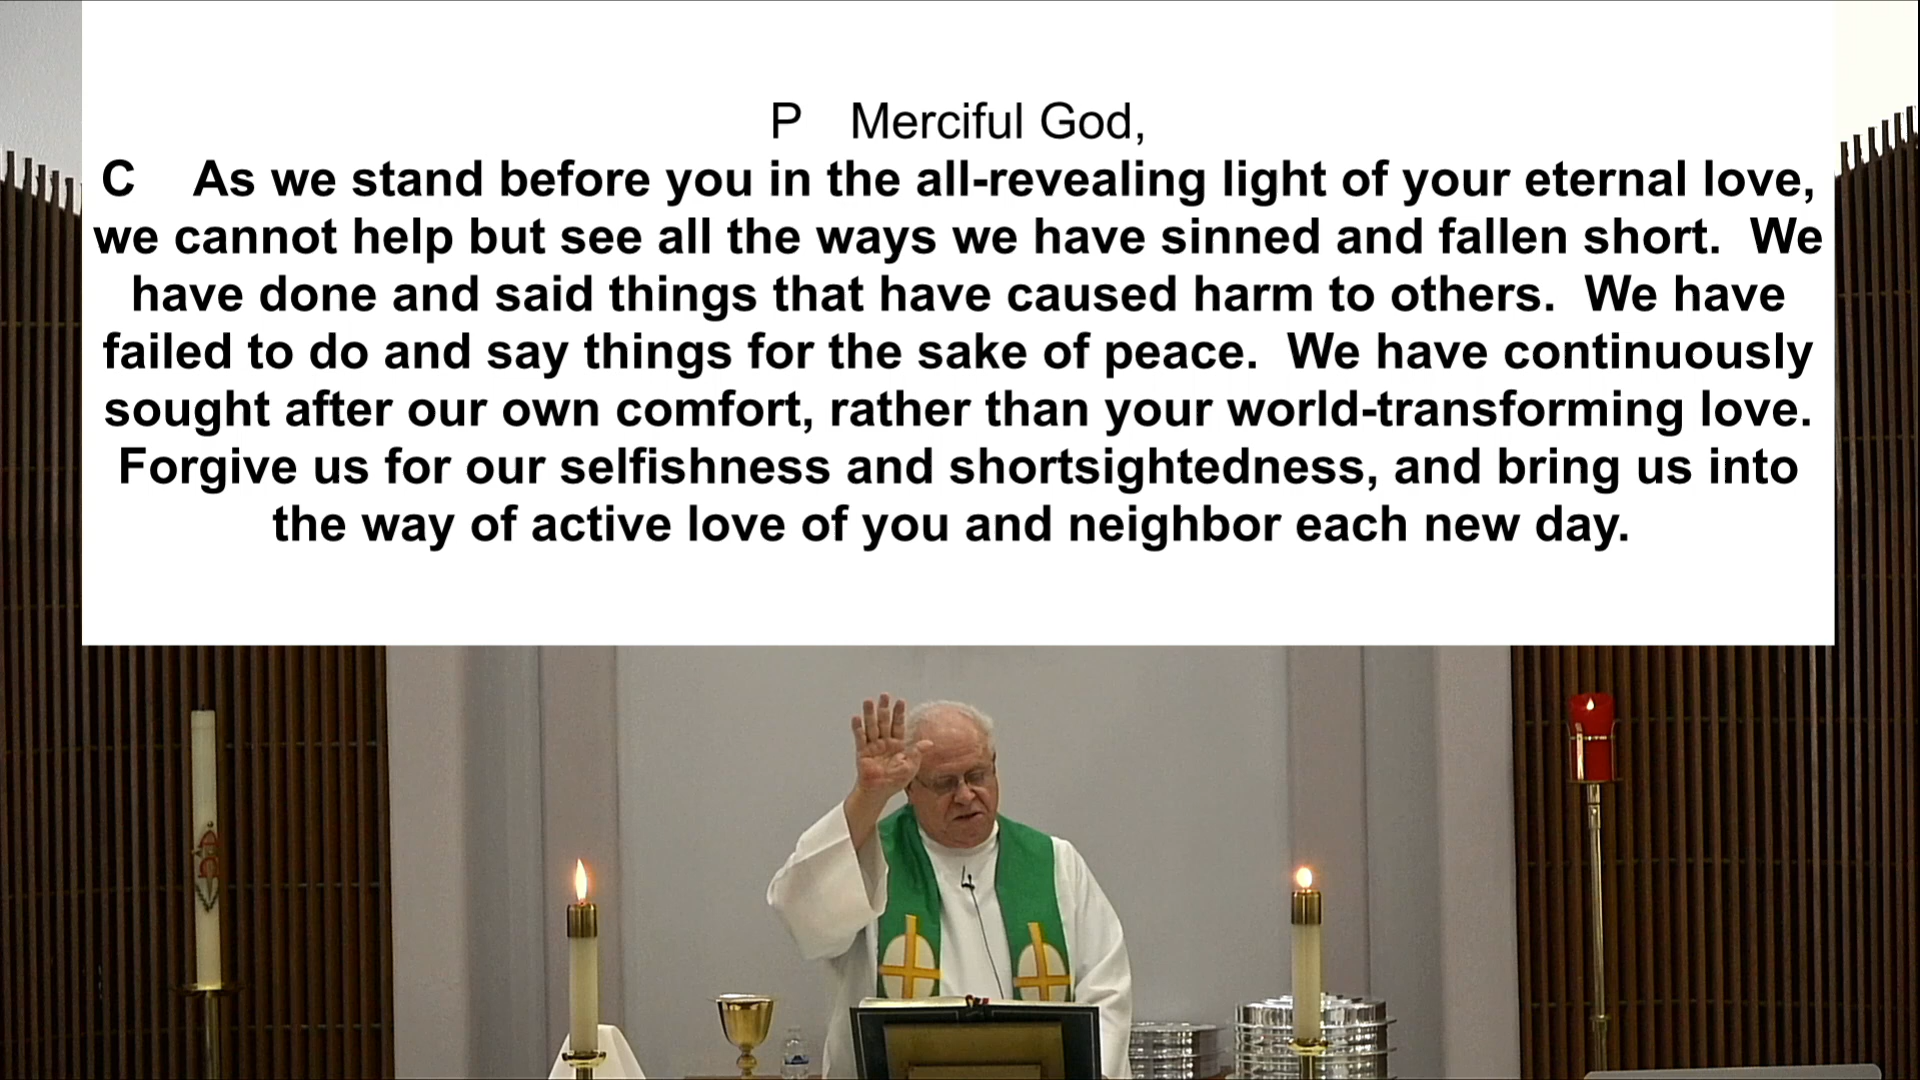 P Merciful God,
C As we stand before you in the all-revealing light of your eternal love,
we cannot help but see all the ways we have sinned and fallen short. We
have done and said things that have caused harm to others. We have
failed to do and say things for the sake of peace. We have continuously
sought after our own comfort, rather than your world-transforming love.
Forgive us for our selfishness and shortsightedness, and bring us into
the way of active love of you and neighbor each new day.